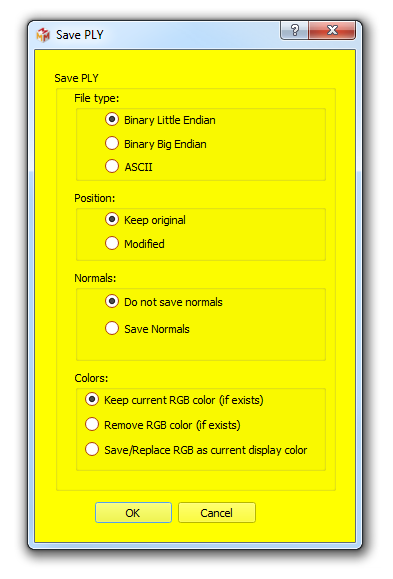 Save PLY
Save PLY
File type:
Binary Little Endian
Binary Big Endian
ASCII
Position:
Keep original
Modified
Normals:
Do not save normals
Save Normals
Colors:
Keep current RGB color (if exists)
Remove RGB color (if exists)
Save/Replace RGB as current display color
OK
Cancel